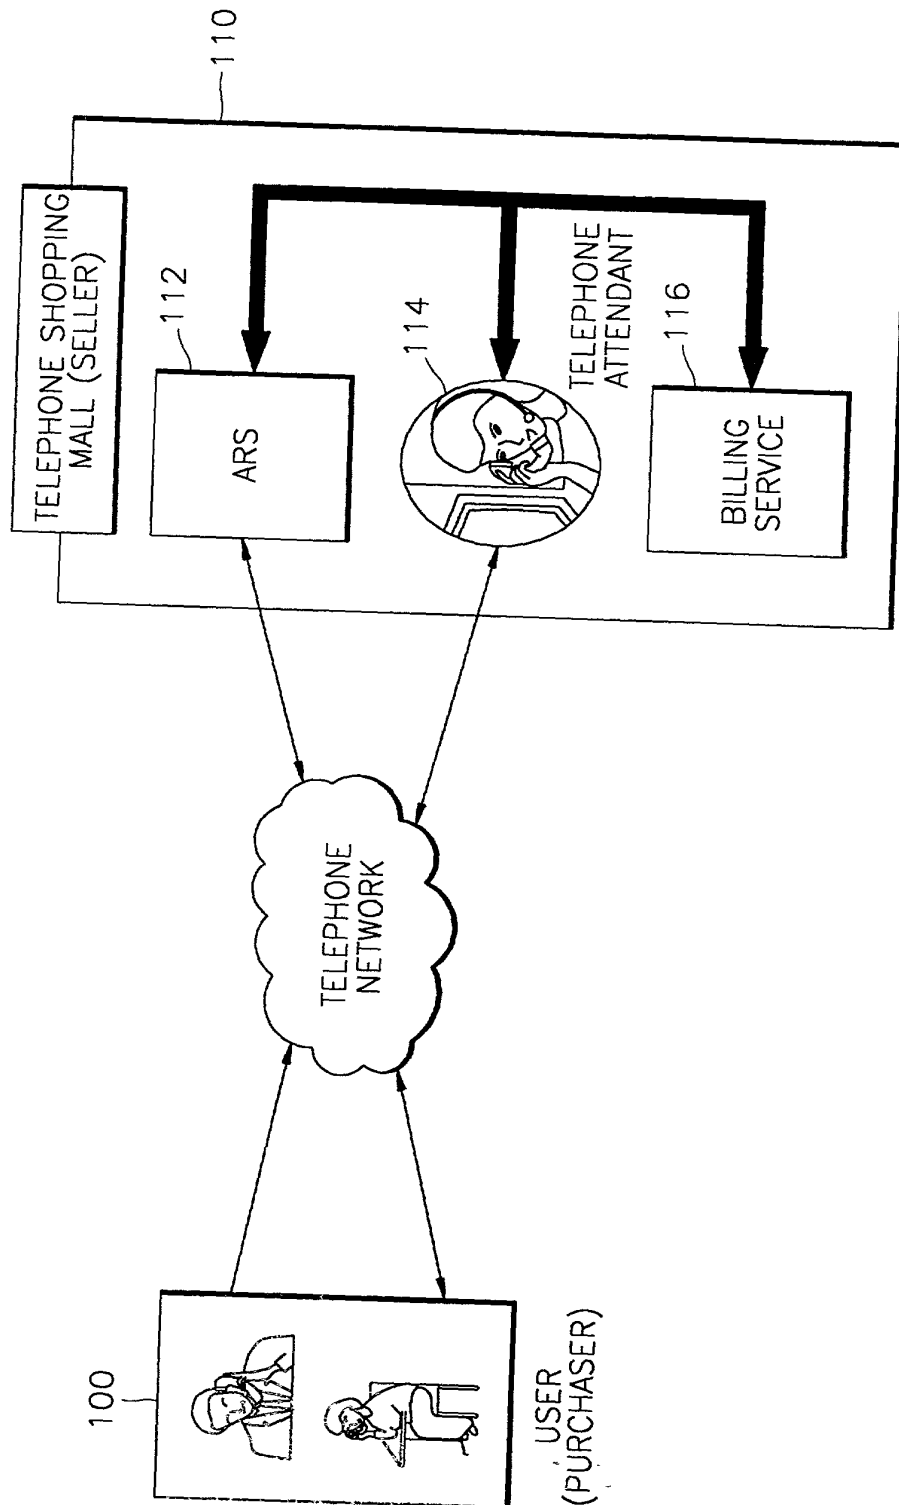 100
USER
(PURCHASER)
TELEPHONE
NETWORK
TELEPHONE SHOPPING
MALL (SELLER)
110
112
ARS
114
TELEPHONE
ATTENDANT
116
BILLING
SERVICE